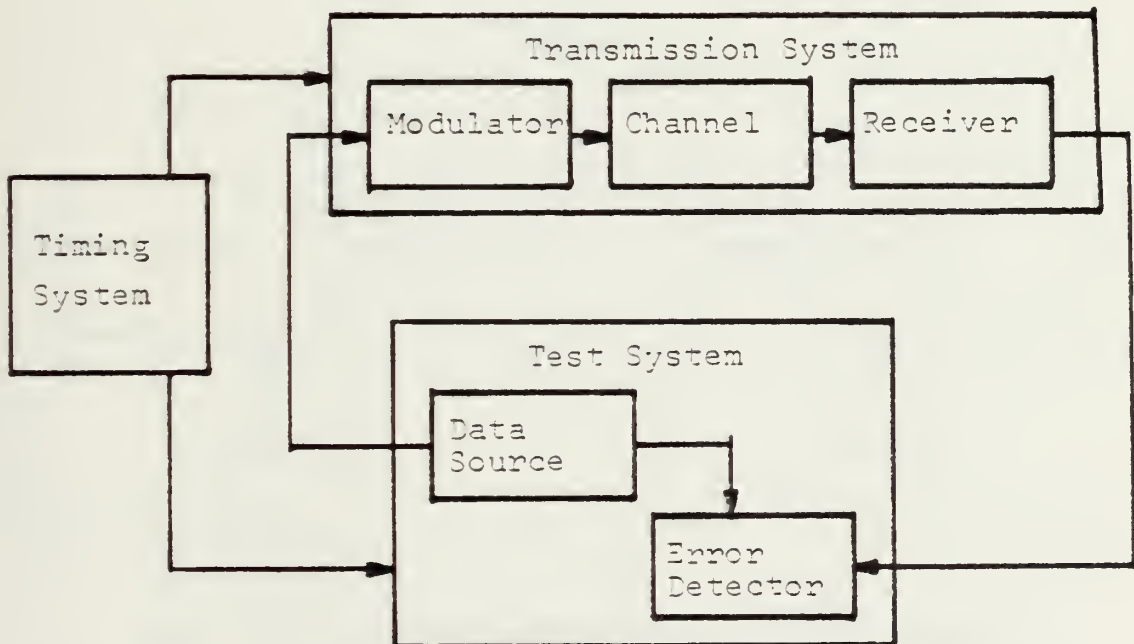 Transmission System
Modulator
Channel
Receiver
Timing
System
Test System
Data
Source
Error
Detector